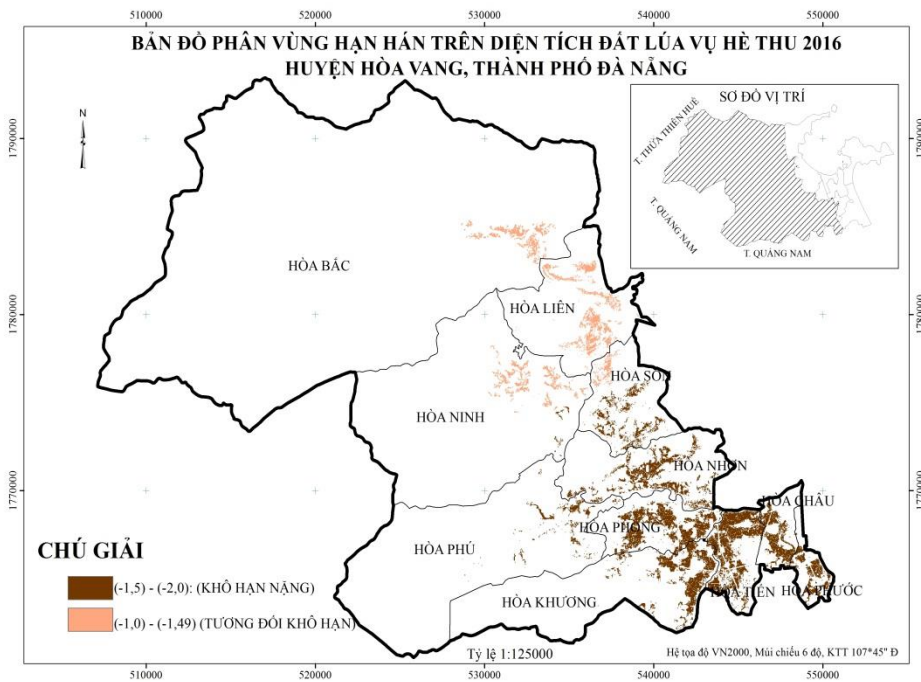 510000 520000 530000 540000 550000
BẢN ĐỒ PHÂN VÙNG HẠN HÁN TRÊN DIỆN TÍCH ĐẤT LÚA VỤ HÈ THU 2016
HUYỆN HÒA VANG, THÀNH PHỐ ĐÀ NẴNG
SƠ ĐỒ VỊ TRÍ
T. THỪA THIÊN HUẾ
T. QUẢNG NAM
T. QUẢNG NAM
N
1790000
1790000
HÒA BẮC
HÒA LIÊN
1780000
1780000
HÒA SƠN
HÒA NINH
HÒA NHƠN
1770000
1770000
HÒA CHÂU
HÒA PHONG
HÒA PHÚ
HÒA TIẾN
HÒA PHƯỚC
HÒA KHƯƠNG
CHÚ GIẢI
(-1,5) - (-2,0): (KHÔ HẠN NẶNG)
(-1,0) - (-1,49) (TƯƠNG ĐỐI KHÔ HẠN)
Tỷ lệ 1:125000
Hệ tọa độ VN2000, Múi chiếu 6 độ, KTT 107*45" Đ
510000 520000 530000 540000 550000